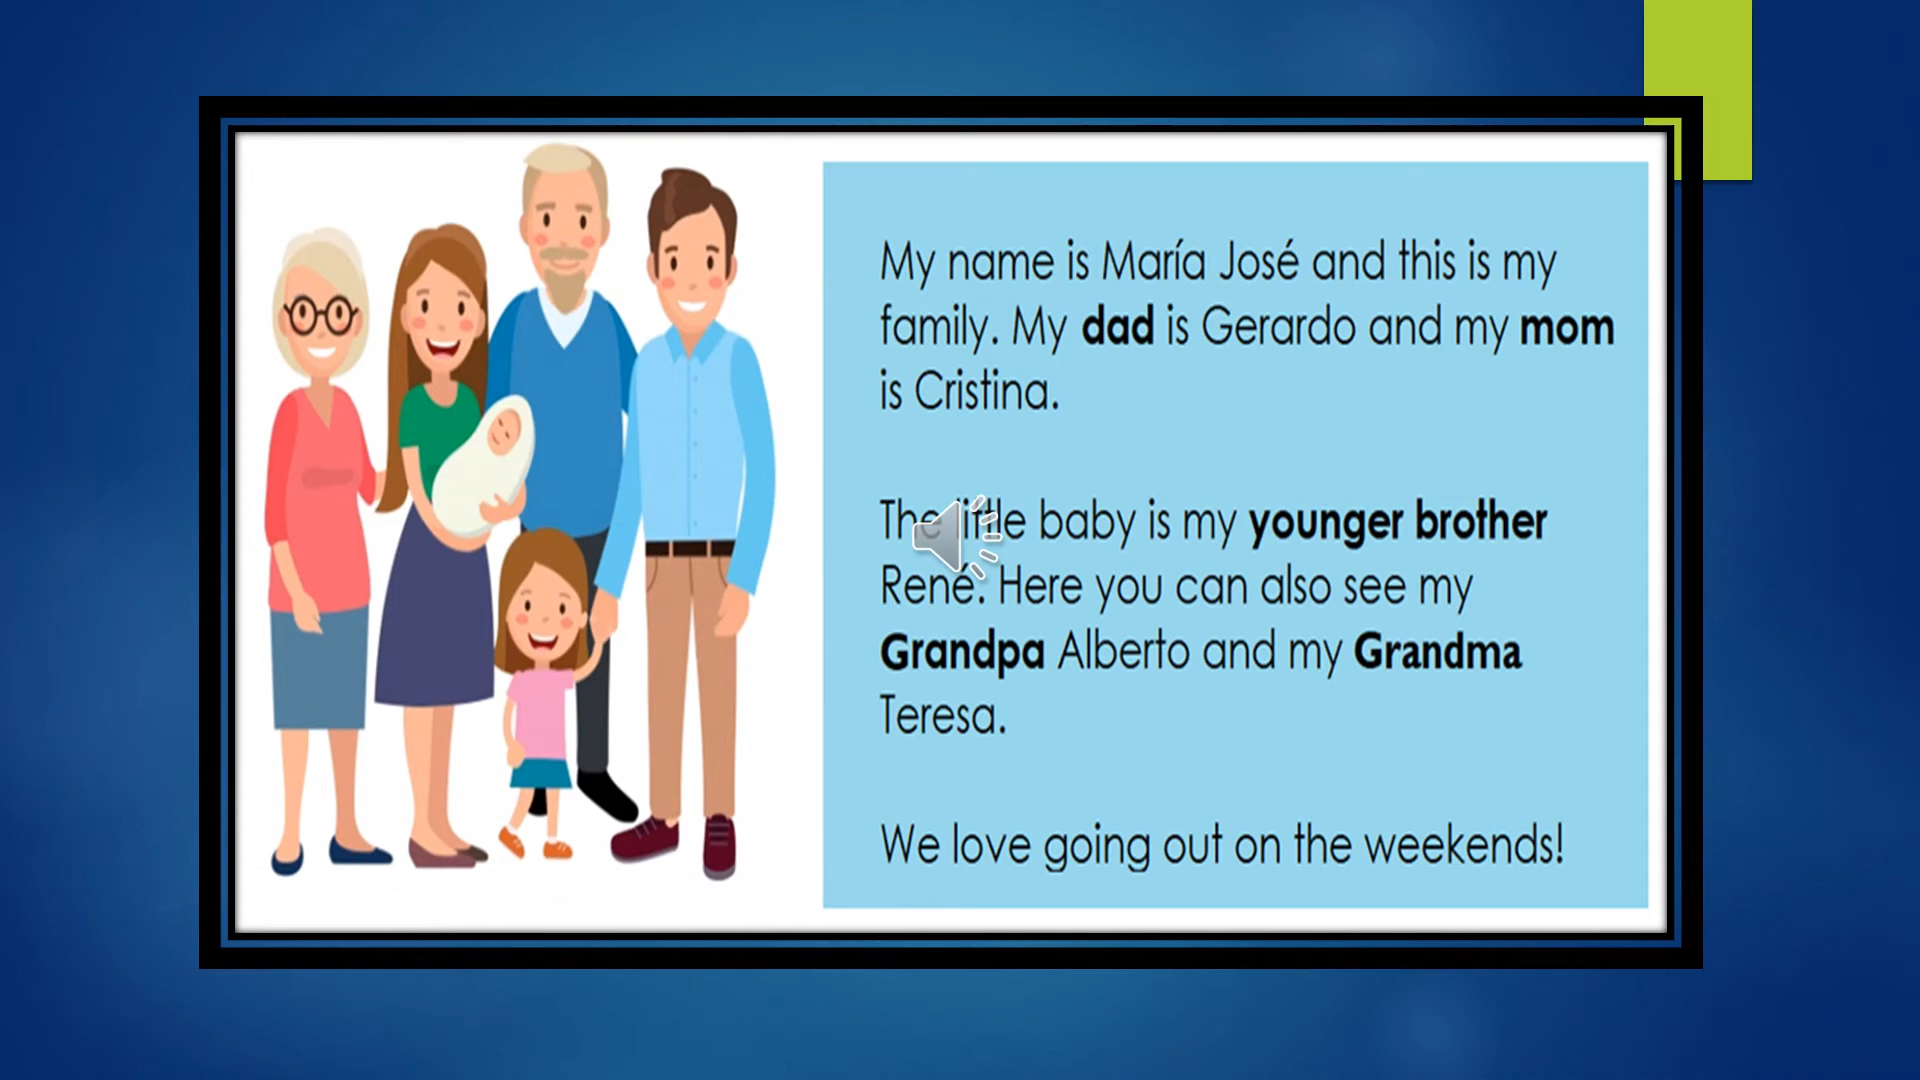 My name is María José and this is my
family. My dad is Gerardo and my mom
is Cristina.
The little baby is my younger brother
René. Here you can also see my
Grandpa Alberto and my Grandma
Teresa.
We love going out on the weekends!